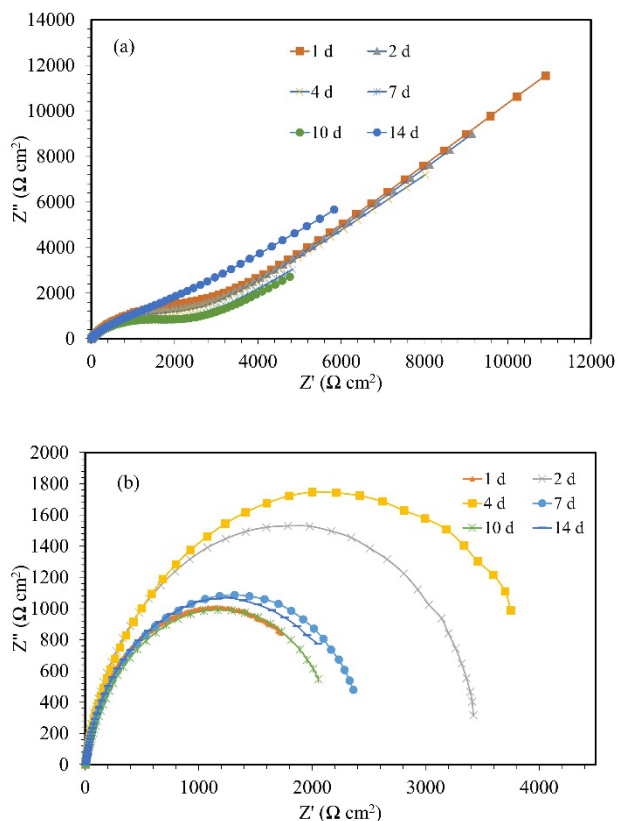 14000
(a)
1 d
2 d
12000
4 d
7 d
10000
10 d
14 d
8000
6000
4000
2000
0
Z'' (Ω cm²)
0 2000 4000 6000 8000 10000 12000
Z' (Ω cm²)
2000
(b)
1 d
2 d
1800
4 d
7 d
1600
10 d
14 d
1400
1200
1000
800
600
400
200
0
Z'' (Ω cm²)
0 1000 2000 3000 4000
Z' (Ω cm²)